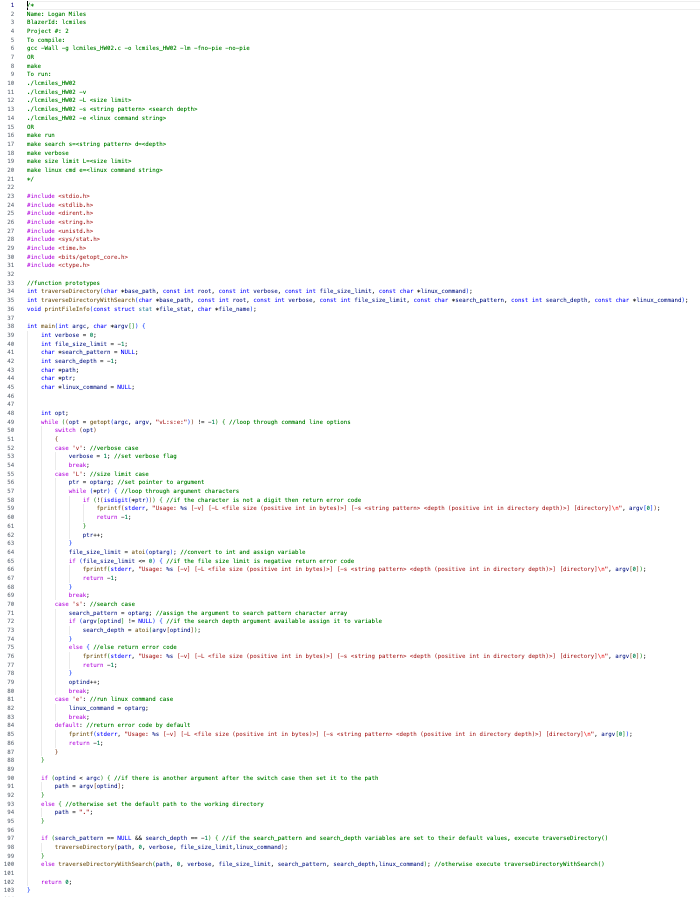 1 /*
2 Name: Logan Miles
3 BlazerId: lcmiles
4 Project #: 2
5 To compile:
6 gcc -Wall -g lcmiles_HW02.c -o lcmiles_HW02 -lm -fno-pie -no-pie
7 OR
8 make
9 To run:
10 ./lcmiles_HW02
11 ./lcmiles_HW02 -v
12 ./lcmiles_HW02 -L <size limit>
13 ./lcmiles_HW02 -s <string pattern> <search depth>
14 ./lcmiles_HW02 -e <linux command string>
15 OR
16 make run
17 make search s=<string pattern> d=<depth>
18 make verbose
19 make size limit L=<size limit>
20 make linux cmd e=<linux command string>
21 */
22
23 #include <stdio.h>
24 #include <stdlib.h>
25 #include <dirent.h>
26 #include <string.h>
27 #include <unistd.h>
28 #include <sys/stat.h>
29 #include <time.h>
30 #include <bits/getopt_core.h>
31 #include <ctype.h>
32
33 //function prototypes
34 int traverseDirectory(char *base_path, const int root, const int verbose, const int file_size_limit, const char *linux_command);
35 int traverseDirectoryWithSearch(char *base_path, const int root, const int verbose, const int file_size_limit, const char *search_pattern, const int search_depth, const char *linux_command);
36 void printFileInfo(const struct stat *file_stat, char *file_name);
37
38 int main(int argc, char *argv[]) {
39 int verbose = 0;
40 int file_size_limit = -1;
41 char *search_pattern = NULL;
42 int search_depth = -1;
43 char *path;
44 char *ptr;
45 char *linux_command = NULL;
46
47
48 int opt;
49 while ((opt = getopt(argc, argv, "vL:s:e:")) != -1) { //loop through command line options
50 switch (opt)
51 {
52 case 'v': //verbose case
53 verbose = 1; //set verbose flag
54 break;
55 case 'L': //size limit case
56 ptr = optarg; //set pointer to argument
57 while (*ptr) { //loop through argument characters
58 if (!(isdigit(*ptr))) { //if the character is not a digit then return error code
59 fprintf(stderr, "Usage: %s [-v] [-L <file size (positive int in bytes)>] [-s <string pattern> <depth (positive int in directory depth)>] [directory]\n", argv[0]);
60 return -1;
61 }
62 ptr++;
63 }
64 file_size_limit = atoi(optarg); //convert to int and assign variable
65 if (file_size_limit <= 0) { //if the file size limit is negative return error code
66 fprintf(stderr, "Usage: %s [-v] [-L <file size (positive int in bytes)>] [-s <string pattern> <depth (positive int in directory depth)>] [directory]\n", argv[0]);
67 return -1;
68 }
69 break;
70 case 's': //search case
71 search_pattern = optarg; //assign the argument to search pattern character array
72 if (argv[optind] != NULL) { //if the search depth argument available assign it to variable
73 search_depth = atoi(argv[optind]);
74 }
75 else { //else return error code
76 fprintf(stderr, "Usage: %s [-v] [-L <file size (positive int in bytes)>] [-s <string pattern> <depth (positive int in directory depth)>] [directory]\n", argv[0]);
77 return -1;
78 }
79 optind++;
80 break;
81 case 'e': //run linux command case
82 linux_command = optarg;
83 break;
84 default: //return error code by default
85 fprintf(stderr, "Usage: %s [-v] [-L <file size (positive int in bytes)>] [-s <string pattern> <depth (positive int in directory depth)>] [directory]\n", argv[0]);
86 return -1;
87 }
88 }
89
90 if (optind < argc) { //if there is another argument after the switch case then set it to the path
91 path = argv[optind];
92 }
93 else { //otherwise set the default path to the working directory
94 path = ".";
95 }
96
97 if (search_pattern == NULL && search_depth == -1) { //if the search_pattern and search_depth variables are set to their default values, execute traverseDirectory()
98 traverseDirectory(path, 0, verbose, file_size_limit,linux_command);
99 }
100 else traverseDirectoryWithSearch(path, 0, verbose, file_size_limit, search_pattern, search_depth,linux_command); //otherwise execute traverseDirectoryWithSearch()
101
102 return 0;
103 }